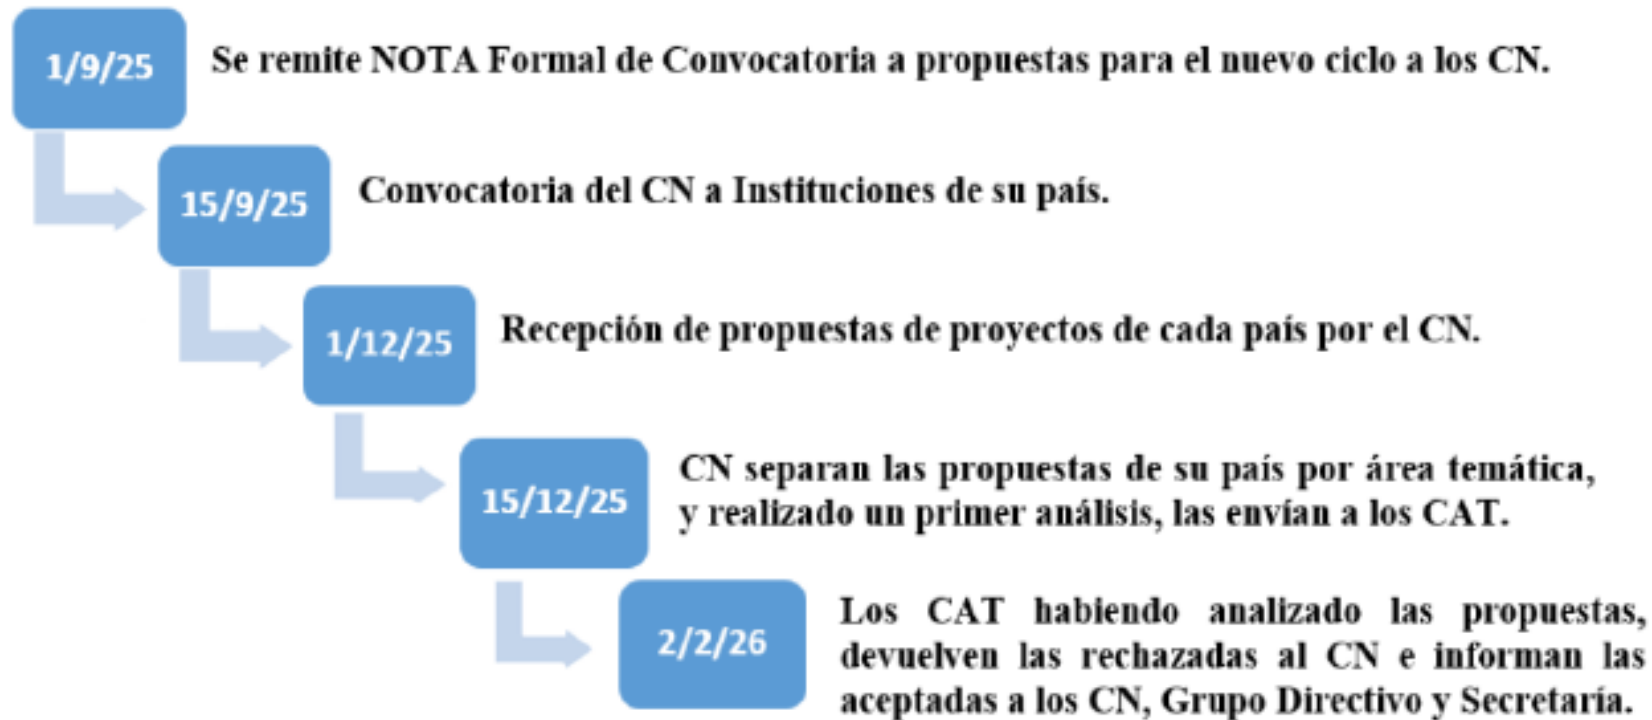 1/9/25
Se remite NOTA Formal de Convocatoria a propuestas para el nuevo ciclo a los CN.
15/9/25
Convocatoria del CN a Instituciones de su país.
1/12/25
Recepción de propuestas de proyectos de cada país por el CN.
15/12/25
CN separan las propuestas de su país por área temática,
y realizado un primer análisis, las envían a los CAT.
2/2/26
Los CAT habiendo analizado las propuestas,
devuelven las rechazadas al CN e informan las
aceptadas a los CN, Grupo Directivo y Secretaría.